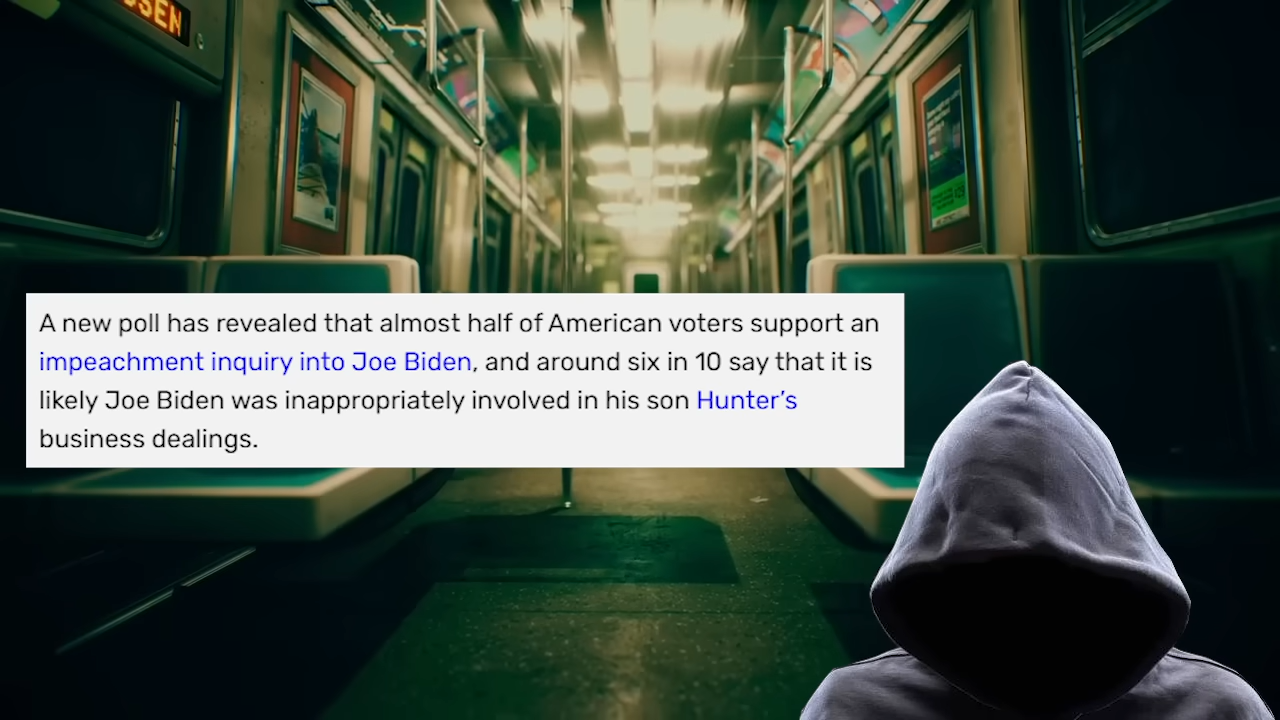 SEN
A new poll has revealed that almost half of American voters support an
impeachment inquiry into Joe Biden, and around six in 10 say that it is
likely Joe Biden was inappropriately involved in his son Hunter’s
business dealings.